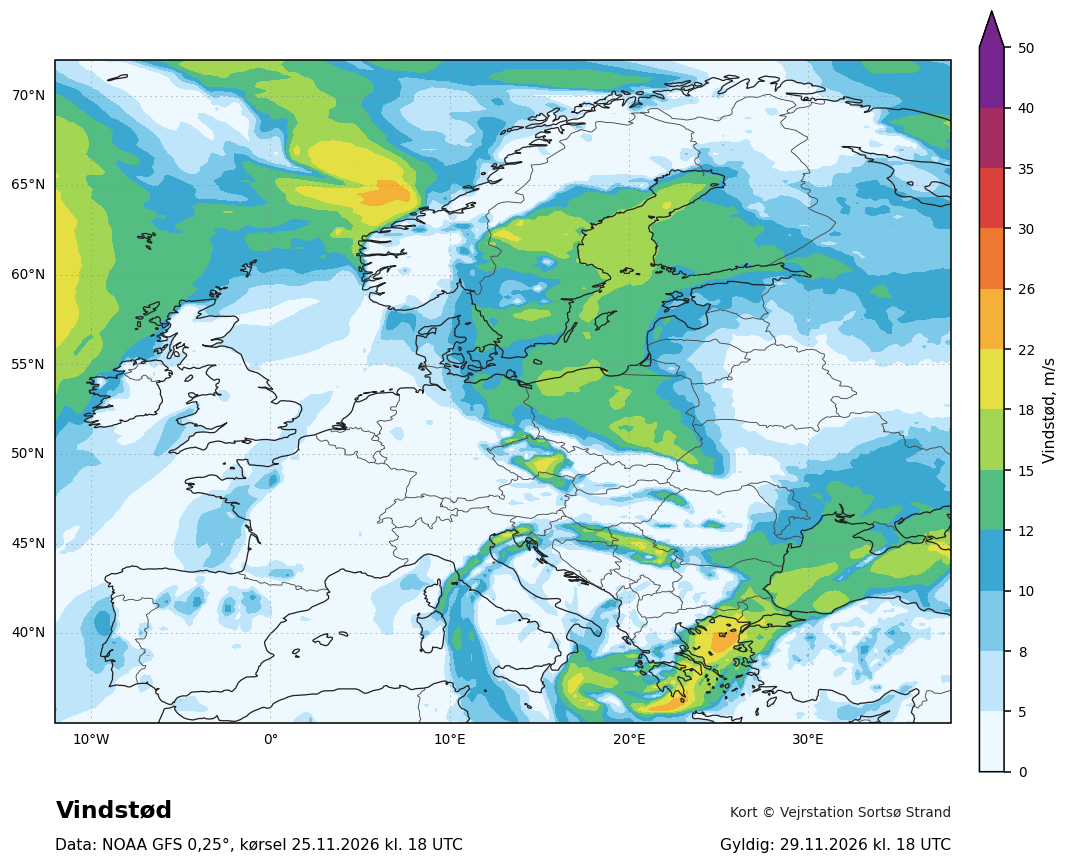 50
40
35
30
26
22
18
15
12
10
8
5
0
Vindstød, m/s
70°N
65°N
60°N
55°N
50°N
45°N
40°N
10°W
0°
10°E
20°E
30°E
Vindstød
Kort © Vejrstation Sortsø Strand
Data: NOAA GFS 0,25°, kørsel 25.11.2026 kl. 18 UTC
Gyldig: 29.11.2026 kl. 18 UTC